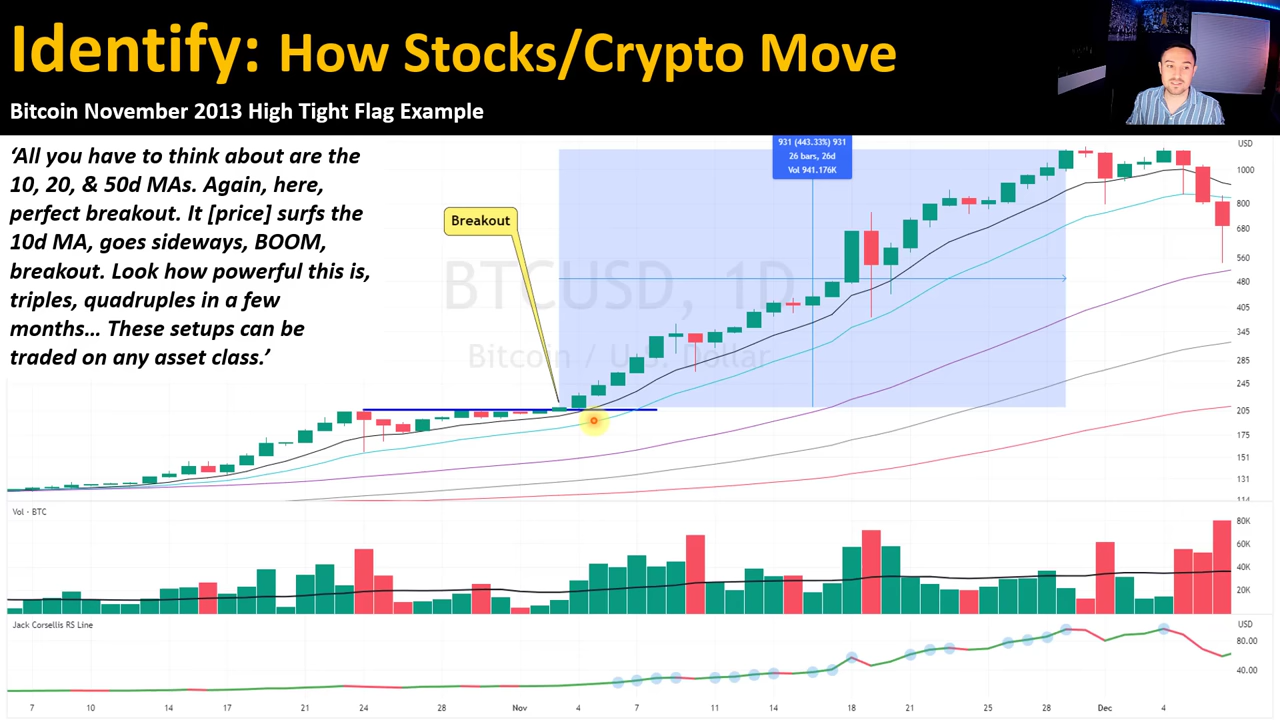 Identify: How Stocks/Crypto Move
Bitcoin November 2013 High Tight Flag Example
‘All you have to think about are the
10, 20, & 50d MAs. Again, here,
perfect breakout. It [price] surfs the
10d MA, goes sideways, BOOM,
breakout. Look how powerful this is,
triples, quadruples in a few
months... These setups can be
traded on any asset class.’
931 (443.33%) 931
26 bars, 26d
Vol 941.176K
Breakout
BTCUSD, 1D
Bitcoin / U.S. Dollar
USD
1000
800
680
560
480
405
345
285
245
205
175
151
131
114
Vol - BTC
80K
60K
40K
20K
Jack Corsellis RS Line
USD
80.00
40.00
7 10 14 17 21 24 28 Nov 4 7 11 14 18 21 25 28 Dec 4